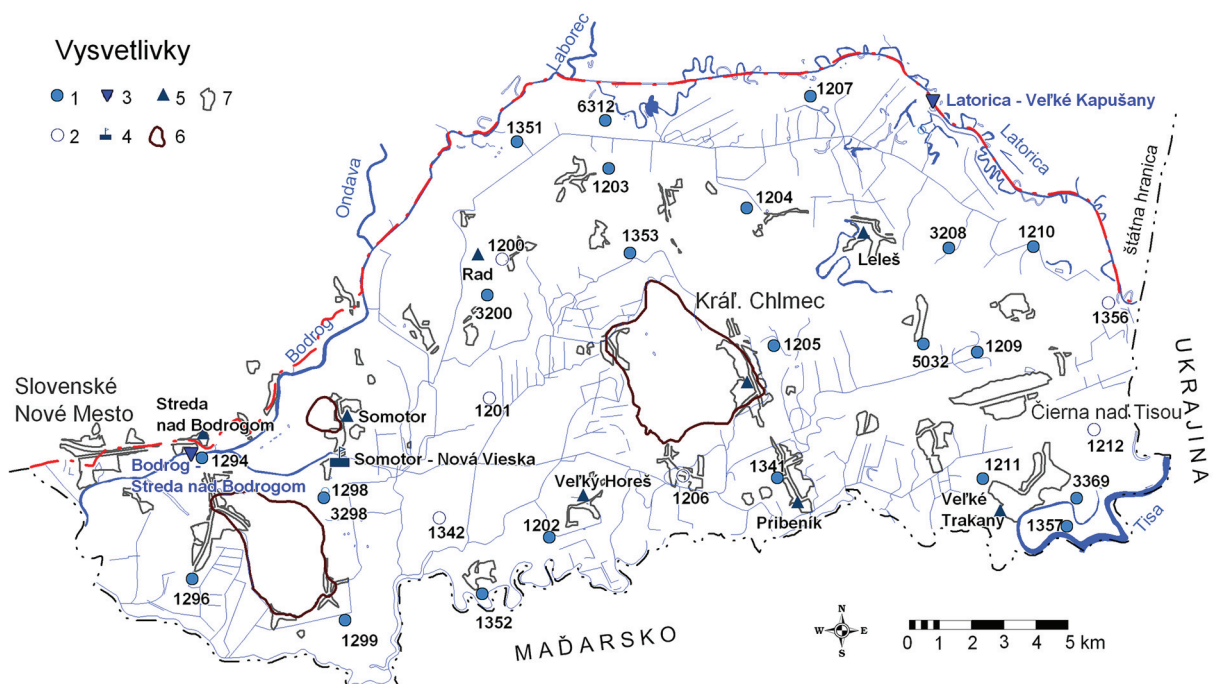 Vysvetlivky
1
3
5
7
2
4
6
Laborec
Ondava
Bodrog
Latorica - Veľké Kapušany
Latorica
štátna hranica
UKRAJINA
6312
1207
1351
1203
1204
1353
1200
Rad
3200
Leleš
3208
1210
1356
Kráľ. Chlmec
1205
5032
1209
Slovenské
Nové Mesto
Streda
nad Bodrogom
Somotor
1201
Čierna nad Tisou
1212
Bodrog -
Streda nad Bodrogom
1294
Somotor - Nová Vieska
1298
3298
Veľký Horeš
1206
1341
Pribeník
1211
Veľké
Trakany
3369
1357
Tisa
1342
1202
1296
1352
1299
MAĎARSKO
N
W
E
S
0 1 2 3 4 5 km